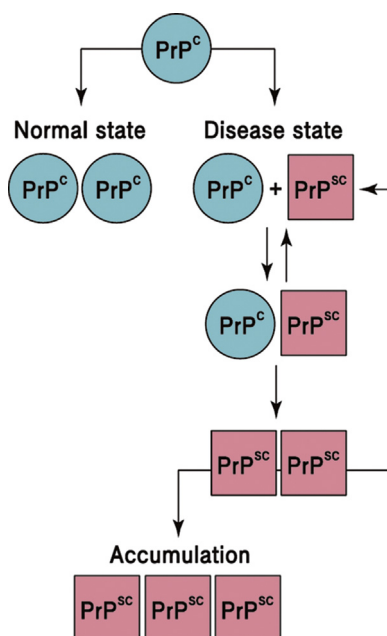 PrP^C
Normal state
Disease state
PrP^C PrP^C
PrP^C + PrP^SC
PrP^C PrP^SC
PrP^SC PrP^SC
Accumulation
PrP^SC PrP^SC PrP^SC